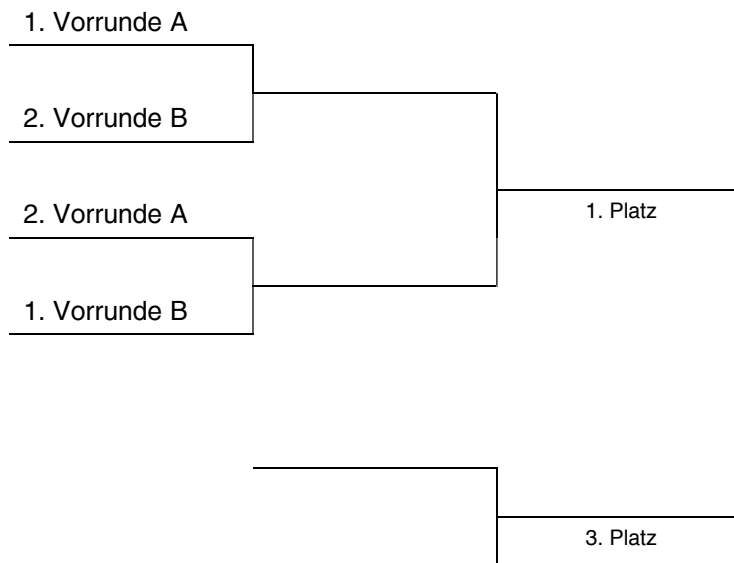 1. Vorrunde A
2. Vorrunde B
2. Vorrunde A
1. Platz
1. Vorrunde B
3. Platz